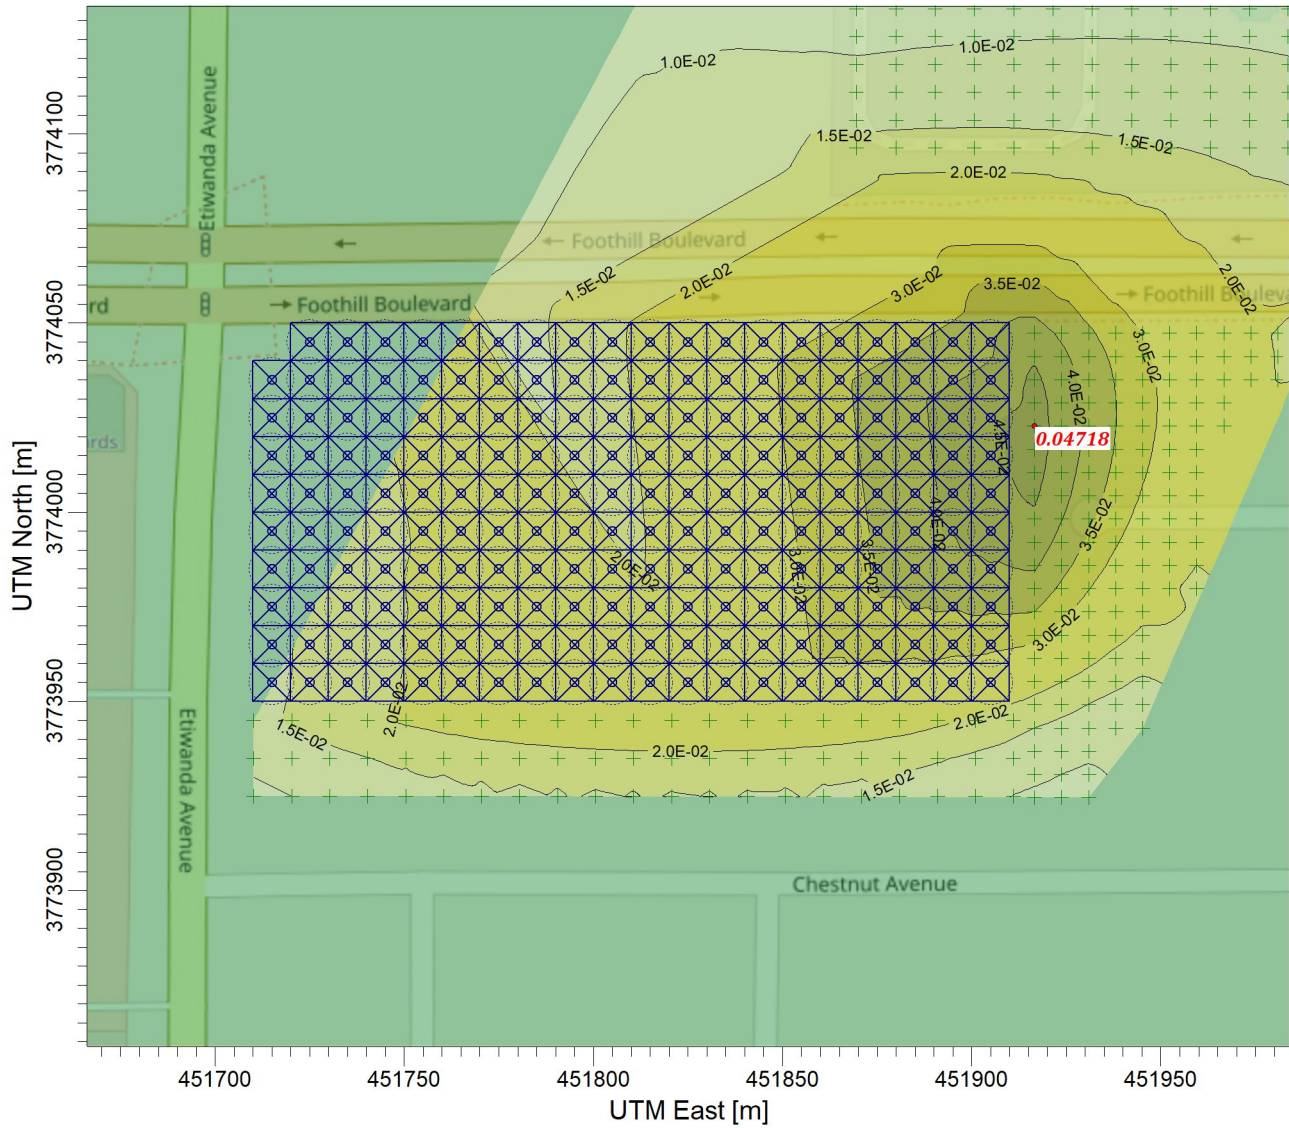 1.0E-02
1.0E-02
Etiwanda Avenue
3774100
1.5E-02
1.5E-02
2.0E-02
Foothill Boulevard
2.0E-02
1.5E-02
2.0E-02
3.0E-02
3.5E-02
rd
Foothill Boulevard
Foothill Bouleva
3774050
3.0E-02
4.0E-02
4.5E-02
0.04718
rds
UTM North [m]
3774000
4.0E-02
3.5E-02
2.0E-02
3.0E-02
3.5E-02
3.0E-02
3773950
2.0E-02
1.5E-02
2.0E-02
2.0E-02
1.5E-02
Etiwanda Avenue
3773900
Chestnut Avenue
451700
451750
451800
451850
451900
451950
UTM East [m]